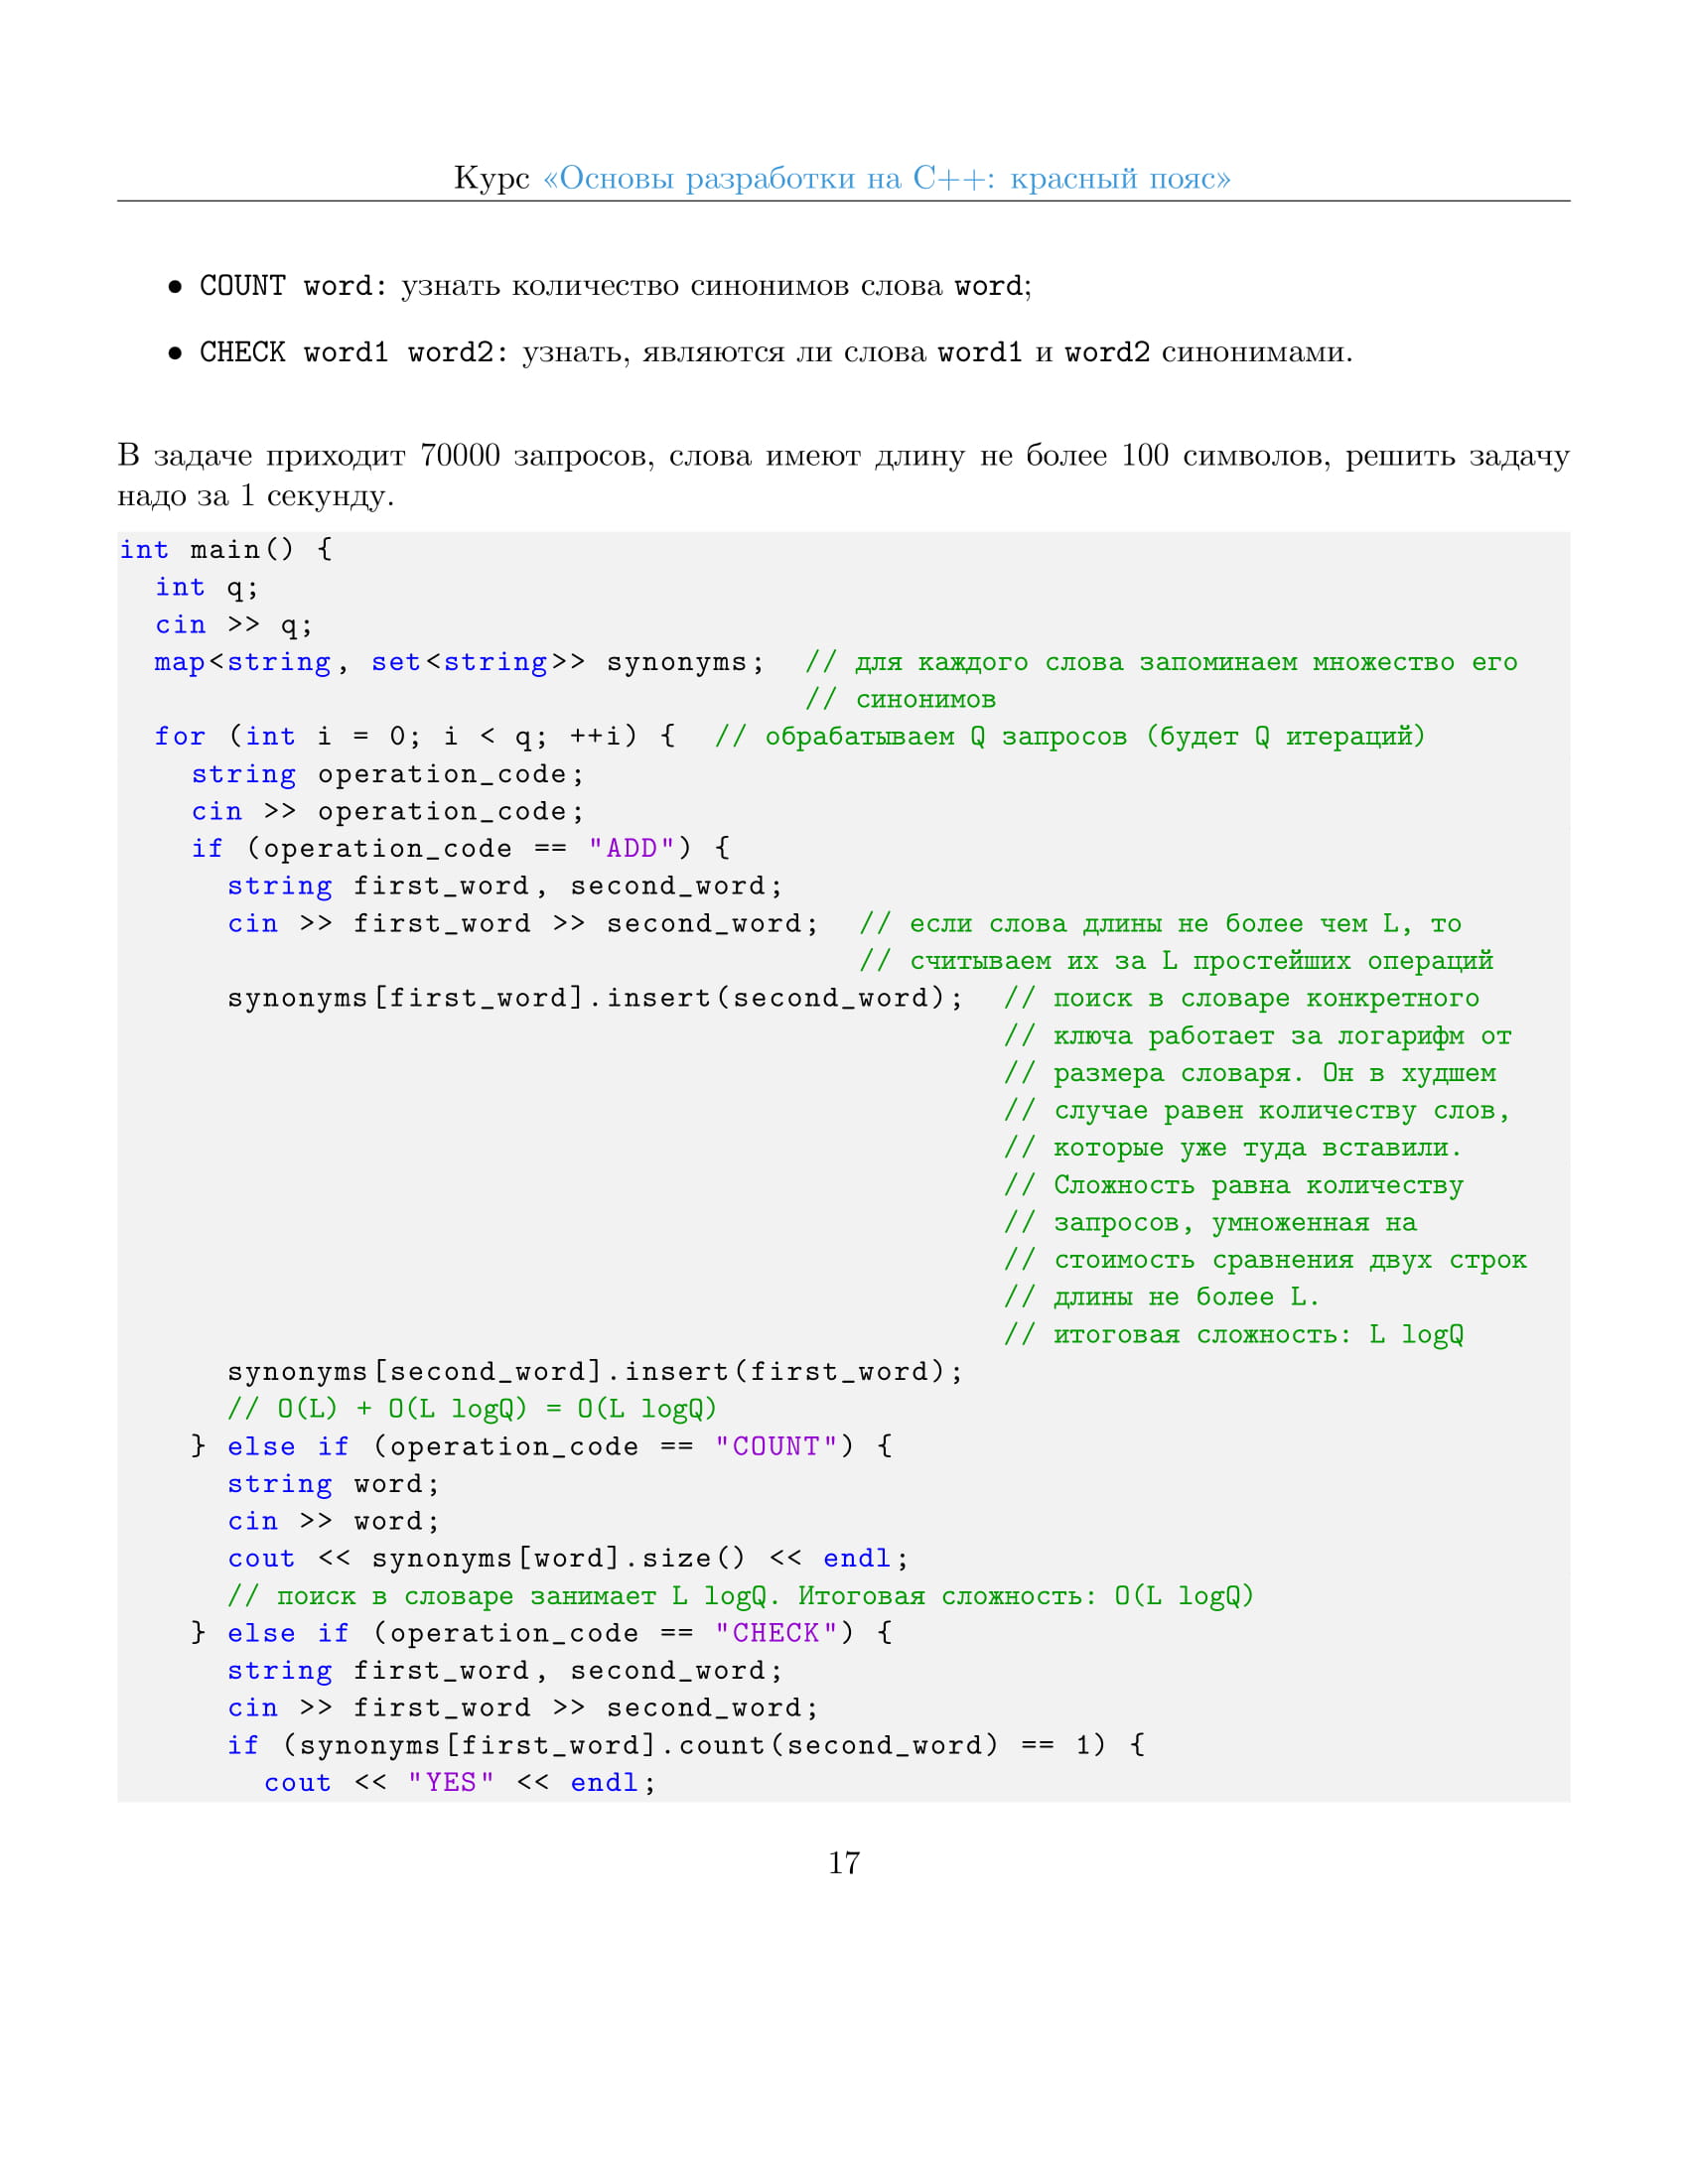 Курс «Основы разработки на C++: красный пояс»
• COUNT word: узнать количество синонимов слова word;
• CHECK word1 word2: узнать, являются ли слова word1 и word2 синонимами.
В задаче приходит 70000 запросов, слова имеют длину не более 100 символов, решить задачу
надо за 1 секунду.
int main() {
  int q;
  cin >> q;
  map<string, set<string>> synonyms;  // для каждого слова запоминаем множество его
                                      // синонимов
  for (int i = 0; i < q; ++i) {  // обрабатываем Q запросов (будет Q итераций)
    string operation_code;
    cin >> operation_code;
    if (operation_code == "ADD") {
      string first_word, second_word;
      cin >> first_word >> second_word;  // если слова длины не более чем L, то
                                         // считываем их за L простейших операций
      synonyms[first_word].insert(second_word);  // поиск в словаре конкретного
                                                 // ключа работает за логарифм от
                                                 // размера словаря. Он в худшем
                                                 // случае равен количеству слов,
                                                 // которые уже туда вставили.
                                                 // Сложность равна количеству
                                                 // запросов, умноженная на
                                                 // стоимость сравнения двух строк
                                                 // длины не более L.
                                                 // итоговая сложность: L logQ
      synonyms[second_word].insert(first_word);
      // O(L) + O(L logQ) = O(L logQ)
    } else if (operation_code == "COUNT") {
      string word;
      cin >> word;
      cout << synonyms[word].size() << endl;
      // поиск в словаре занимает L logQ. Итоговая сложность: O(L logQ)
    } else if (operation_code == "CHECK") {
      string first_word, second_word;
      cin >> first_word >> second_word;
      if (synonyms[first_word].count(second_word) == 1) {
        cout << "YES" << endl;
17